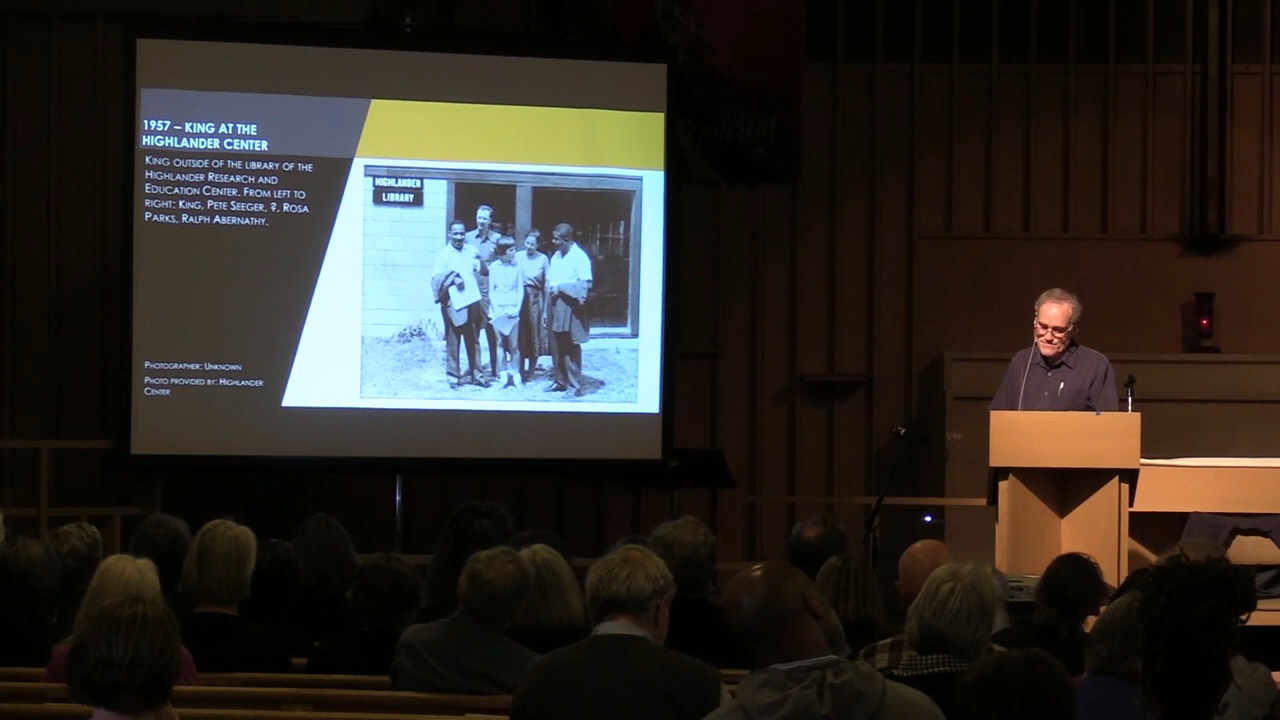 1957 – KING AT THE
HIGHLANDER CENTER
KING OUTSIDE OF THE LIBRARY OF THE
HIGHLANDER RESEARCH AND
EDUCATION CENTER. FROM LEFT TO
RIGHT: KING, PETE SEEGER, ?, ROSA
PARKS, RALPH ABERNATHY.
HIGHLANDER
LIBRARY
PHOTOGRAPHER: UNKNOWN
PHOTO PROVIDED BY: HIGHLANDER
CENTER